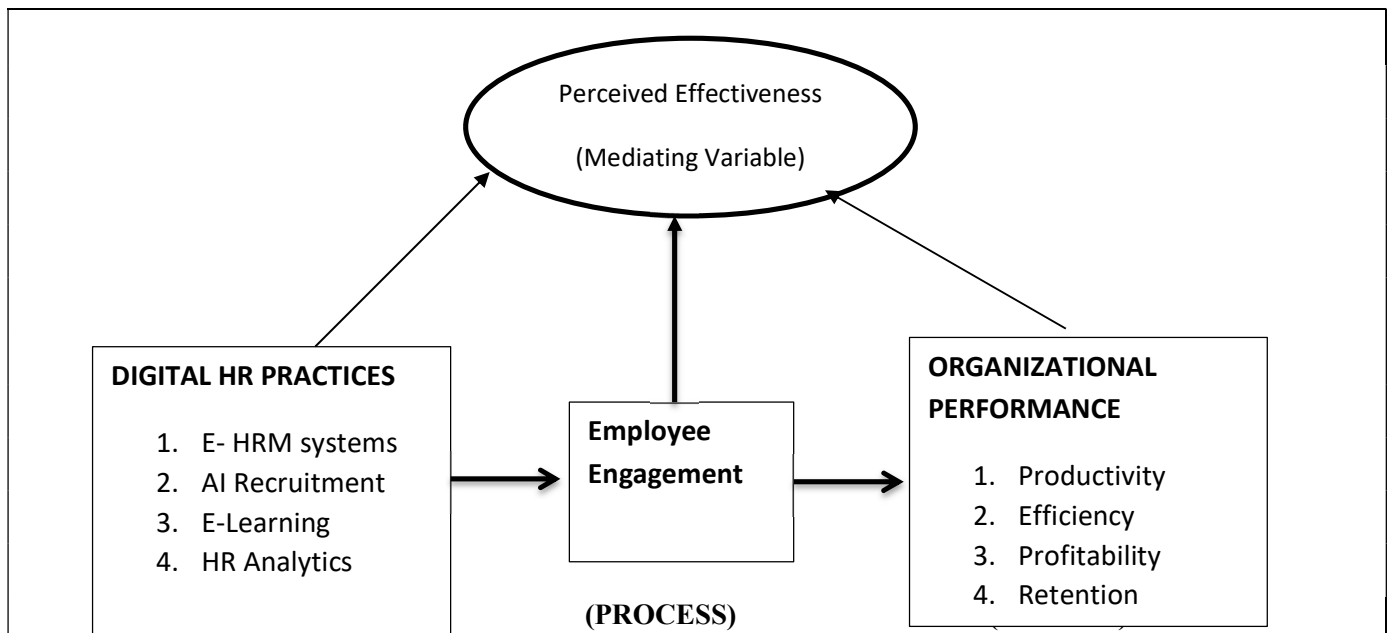 Perceived Effectiveness
(Mediating Variable)
DIGITAL HR PRACTICES
1. E- HRM systems
2. AI Recruitment
3. E-Learning
4. HR Analytics
Employee
Engagement
(PROCESS)
ORGANIZATIONAL
PERFORMANCE
1. Productivity
2. Efficiency
3. Profitability
4. Retention